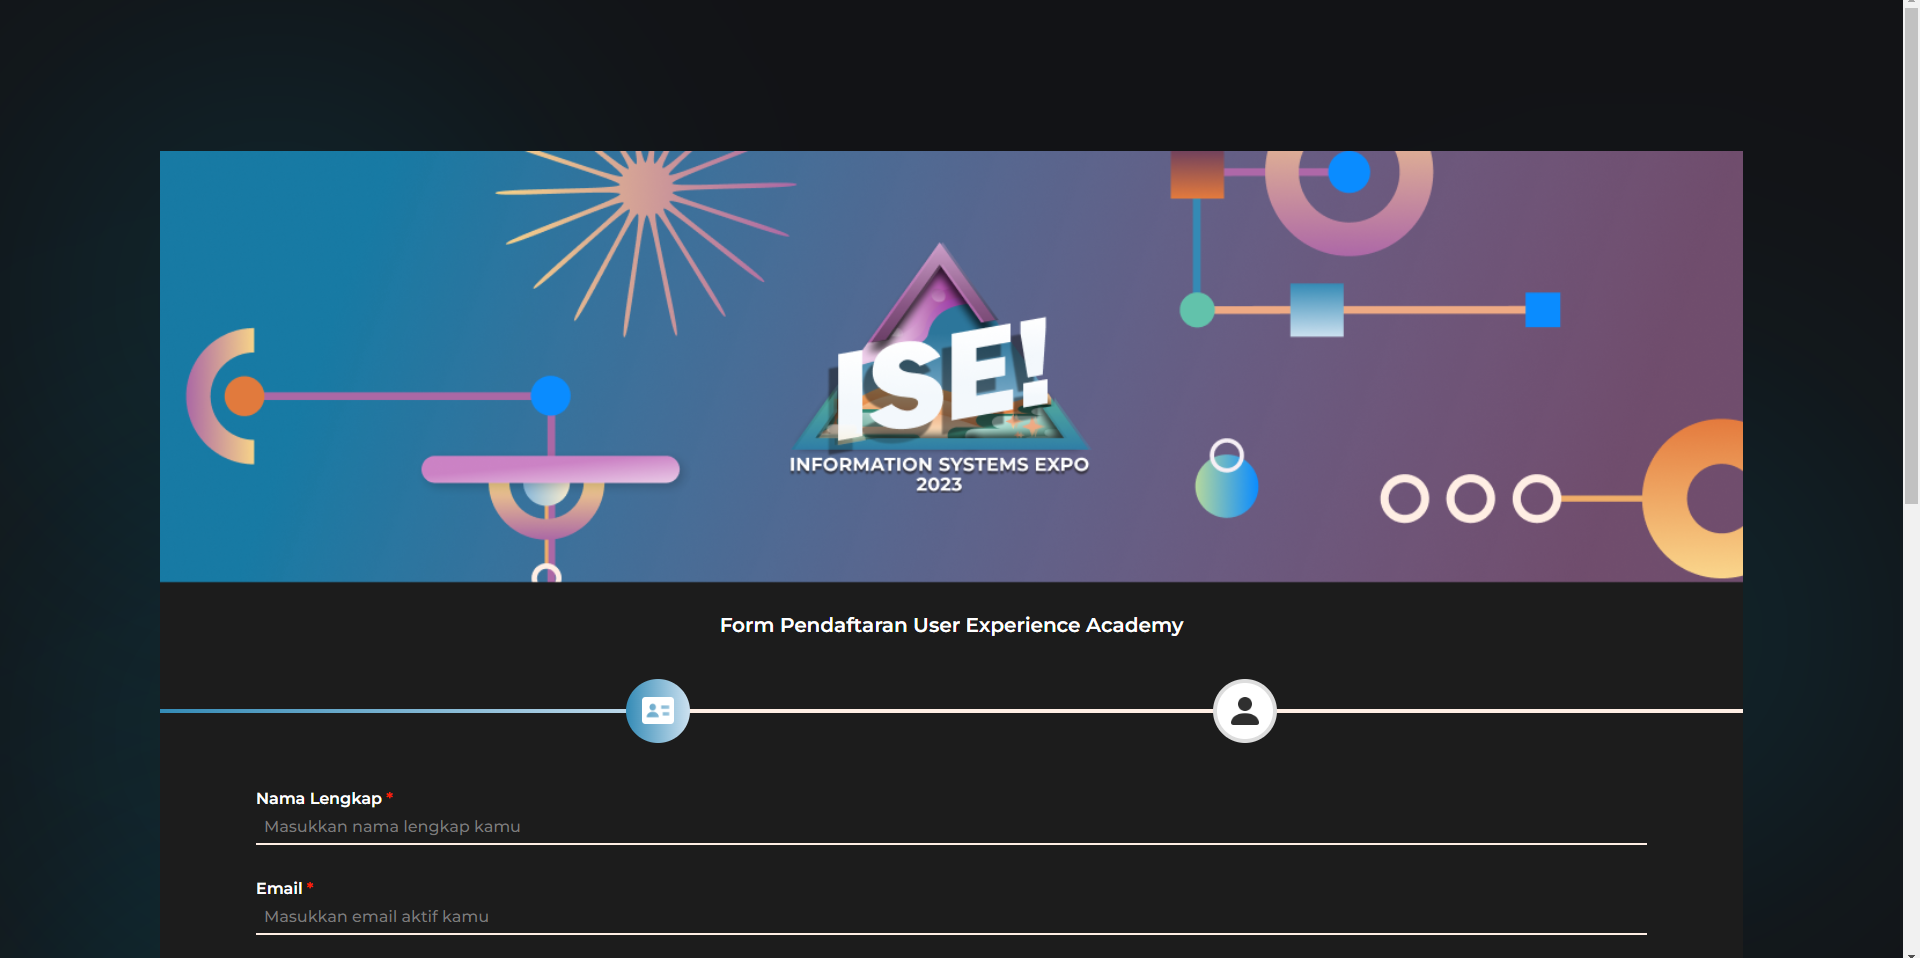 ISE!
INFORMATION SYSTEMS EXPO
2023
Form Pendaftaran User Experience Academy
Nama Lengkap *
Masukkan nama lengkap kamu
Email *
Masukkan email aktif kamu